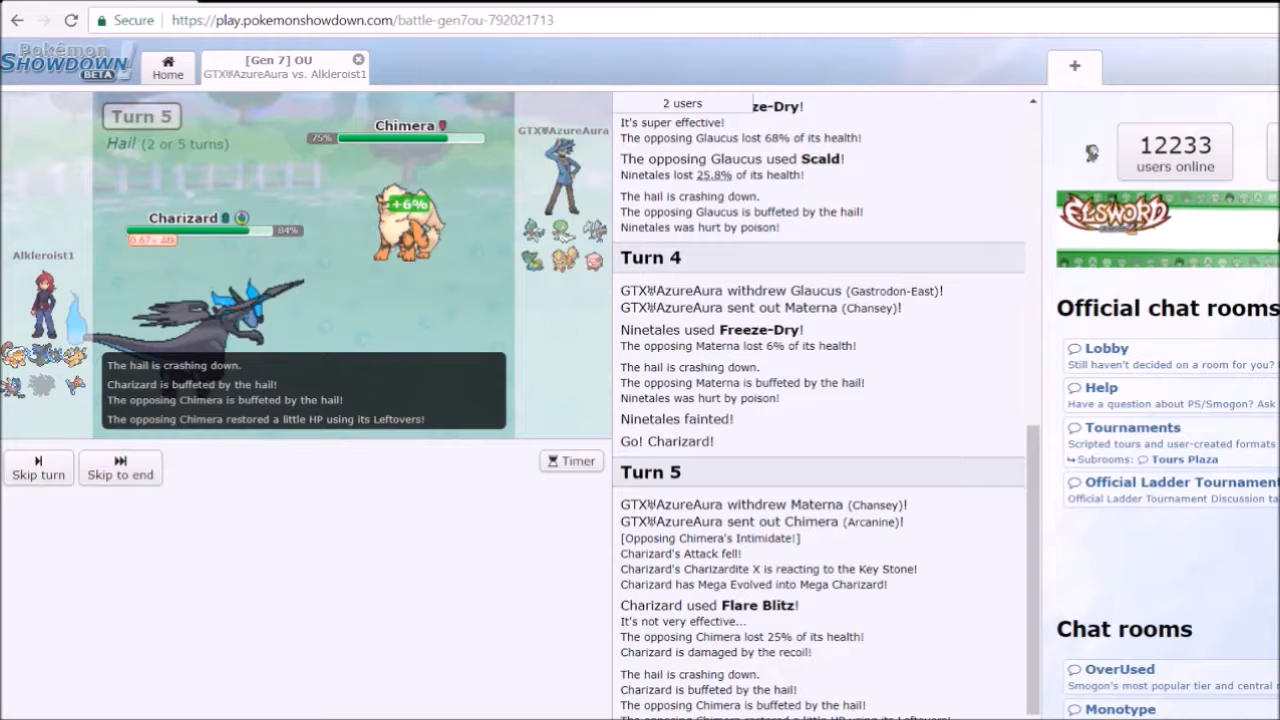 Secure
https://play.pokemonshowdown.com/battle-gen7ou-792021713
Pokémon
SHOWDOWN!
BETA
Home
[Gen 7] OU
GTX♅AzureAura vs. Alkleroist1
+
Turn 5
Hail (2 or 5 turns)
Chimera
75%
+6%
Charizard
84%
0.67× Atk
GTX♅AzureAura
Alkleroist1
The hail is crashing down.
Charizard is buffeted by the hail!
The opposing Chimera is buffeted by the hail!
The opposing Chimera restored a little HP using its Leftovers!
Skip turn
Skip to end
Timer
2 users
ze-Dry!
It's super effective!
The opposing Glaucus lost 68% of its health!
The opposing Glaucus used Scald!
Ninetales lost 25.8% of its health!
The hail is crashing down.
The opposing Glaucus is buffeted by the hail!
Ninetales was hurt by poison!
Turn 4
GTX♅AzureAura withdrew Glaucus (Gastrodon-East)!
GTX♅AzureAura sent out Materna (Chansey)!
Ninetales used Freeze-Dry!
The opposing Materna lost 6% of its health!
The hail is crashing down.
The opposing Materna is buffeted by the hail!
Ninetales was hurt by poison!
Ninetales fainted!
Go! Charizard!
Turn 5
GTX♅AzureAura withdrew Materna (Chansey)!
GTX♅AzureAura sent out Chimera (Arcanine)!
[Opposing Chimera's Intimidate!]
Charizard's Attack fell!
Charizard's Charizardite X is reacting to the Key Stone!
Charizard has Mega Evolved into Mega Charizard!
Charizard used Flare Blitz!
It's not very effective...
The opposing Chimera lost 25% of its health!
Charizard is damaged by the recoil!
The hail is crashing down.
Charizard is buffeted by the hail!
The opposing Chimera is buffeted by the hail!
The opposing Chimera restored a little HP using its Leftovers!
12233
users online
ELSWORD
Official chat rooms
Lobby
Still haven't decided on a room for you?
Help
Have a question about PS/Smogon? Ask
Tournaments
Scripted tours and user-created formats
↳ Subrooms: Tours Plaza
Official Ladder Tournament
Official Ladder Tournament Discussion ta
Chat rooms
OverUsed
Smogon's most popular tier and central
Monotype